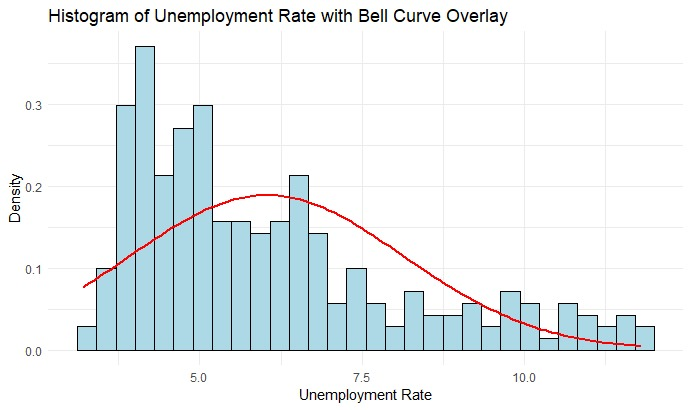 Histogram of Unemployment Rate with Bell Curve Overlay
0.3
0.2
0.1
0.0
Density
5.0 7.5 10.0
Unemployment Rate